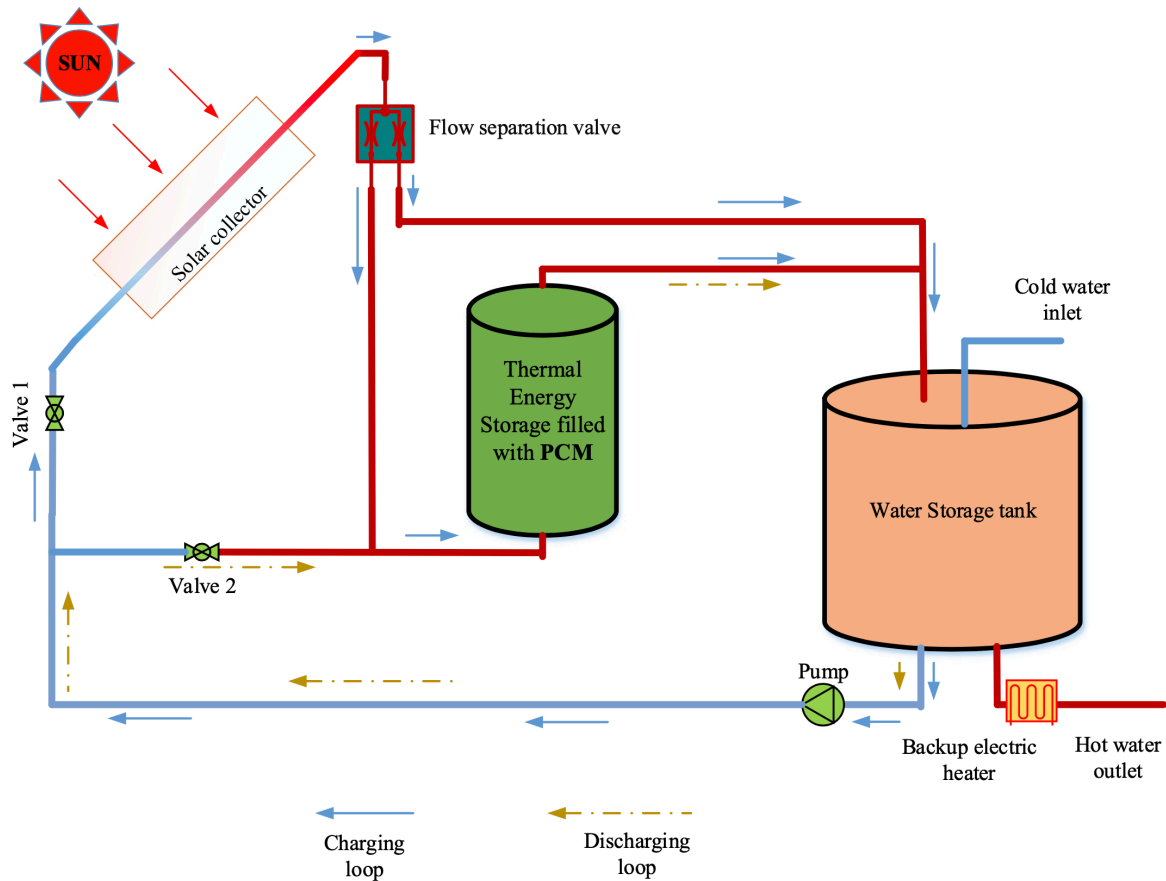 SUN
Flow separation valve
Solar collector
Cold water
inlet
Thermal
Energy
Storage filled
with PCM
Valve 1
Water Storage tank
Valve 2
Pump
Backup electric
heater
Hot water
outlet
Charging
loop
Discharging
loop